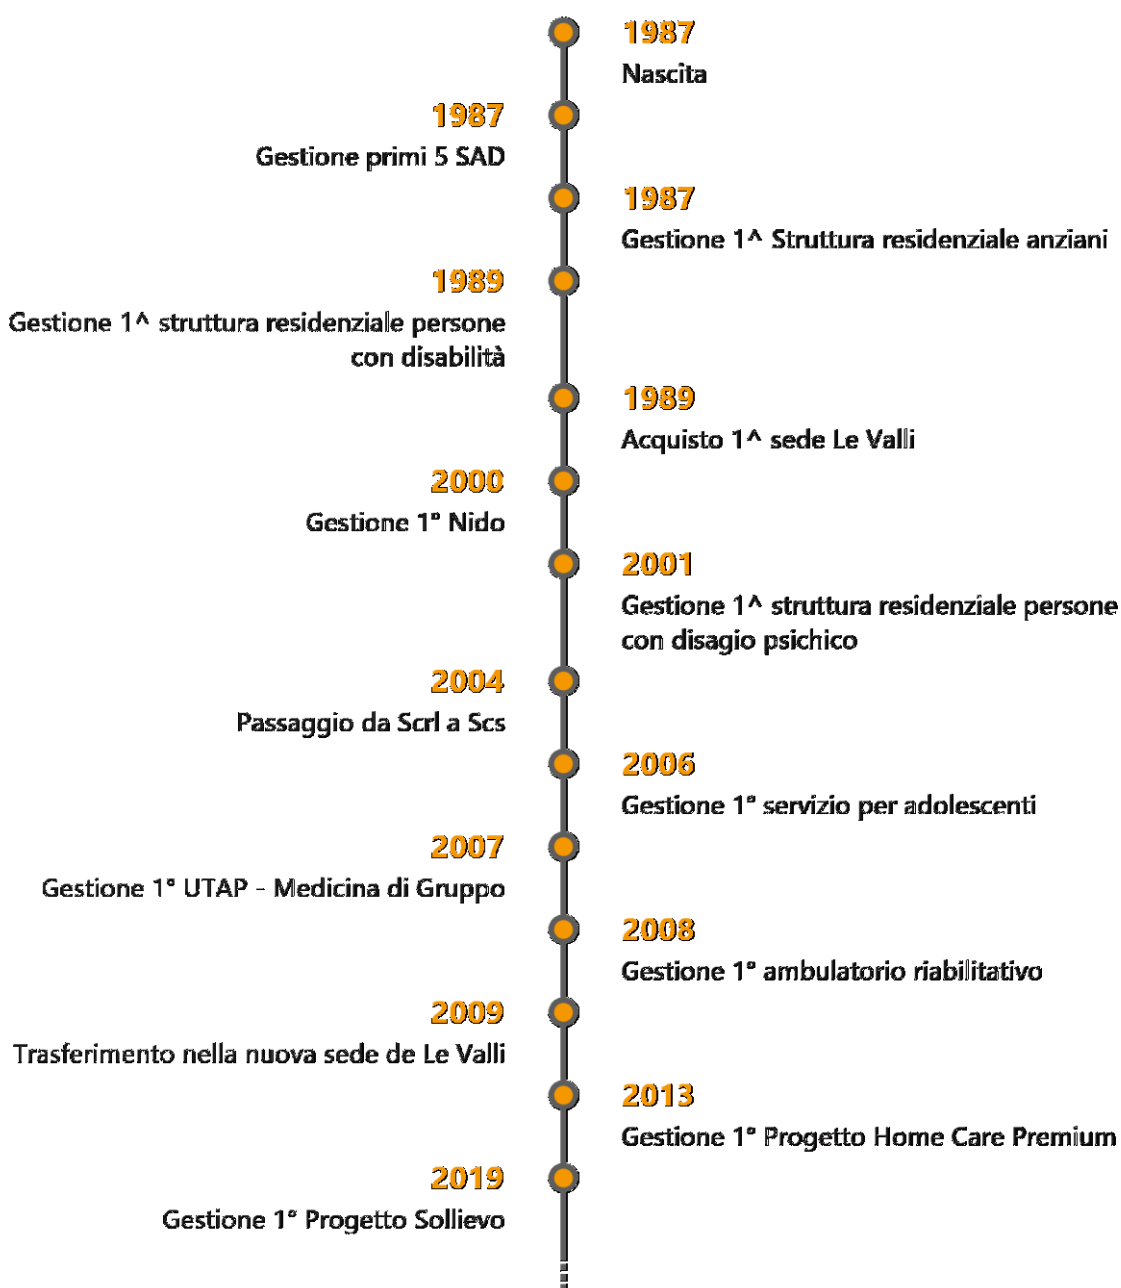 1987
Nascita
1987
Gestione primi 5 SAD
1987
Gestione 1^ Struttura residenziale anziani
1989
Gestione 1^ struttura residenziale persone
con disabilità
1989
Acquisto 1^ sede Le Valli
2000
Gestione 1° Nido
2001
Gestione 1^ struttura residenziale persone
con disagio psichico
2004
Passaggio da Scrl a Scs
2006
Gestione 1° servizio per adolescenti
2007
Gestione 1° UTAP - Medicina di Gruppo
2008
Gestione 1° ambulatorio riabilitativo
2009
Trasferimento nella nuova sede de Le Valli
2013
Gestione 1° Progetto Home Care Premium
2019
Gestione 1° Progetto Sollievo